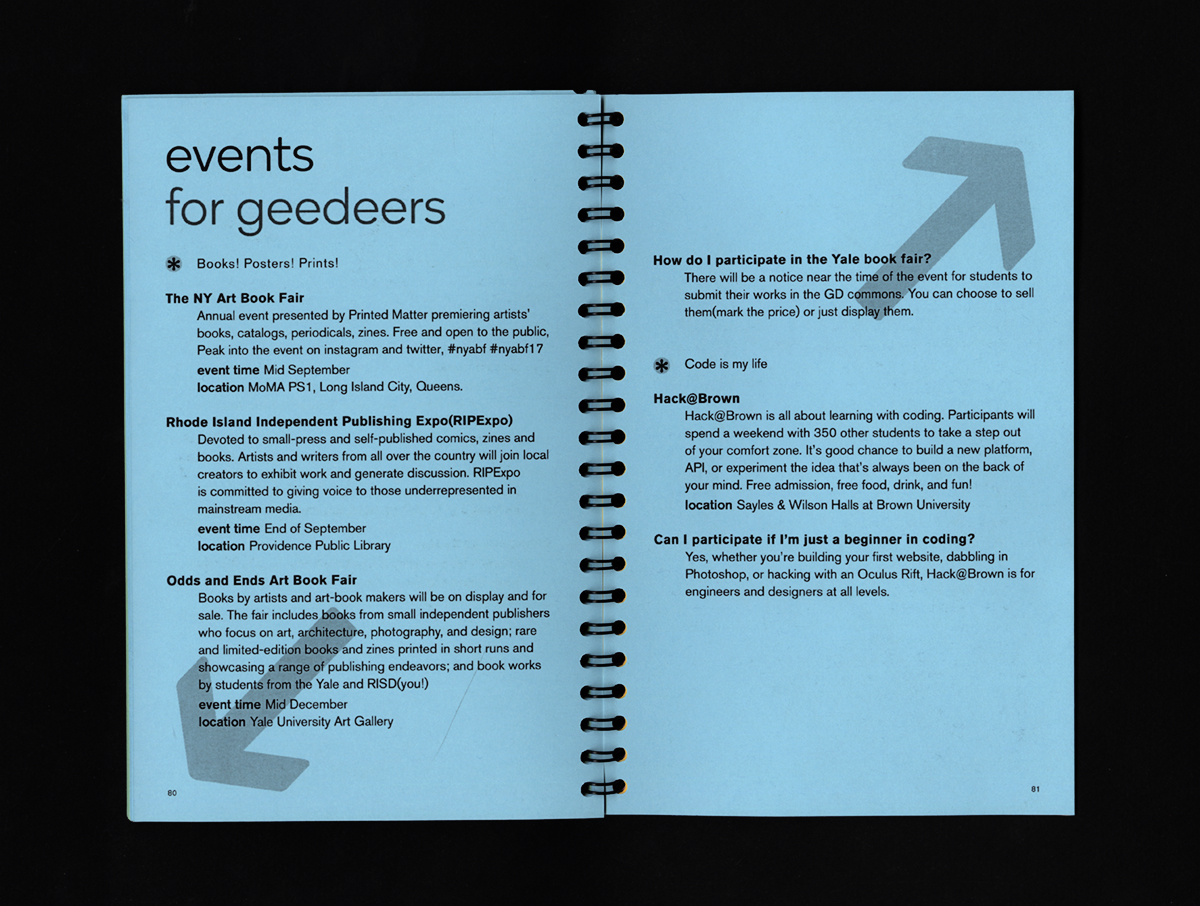 events
for geedeers
* Books! Posters! Prints!
The NY Art Book Fair
Annual event presented by Printed Matter premiering artists'
books, catalogs, periodicals, zines. Free and open to the public,
Peak into the event on instagram and twitter, #nyabf #nyabf17
event time Mid September
location MoMA PS1, Long Island City, Queens.
Rhode Island Independent Publishing Expo(RIPExpo)
Devoted to small-press and self-published comics, zines and
books. Artists and writers from all over the country will join local
creators to exhibit work and generate discussion. RIPExpo
is committed to giving voice to those underrepresented in
mainstream media.
event time End of September
location Providence Public Library
Odds and Ends Art Book Fair
Books by artists and art-book makers will be on display and for
sale. The fair includes books from small independent publishers
who focus on art, architecture, photography, and design; rare
and limited-edition books and zines printed in short runs and
showcasing a range of publishing endeavors; and book works
by students from the Yale and RISD(you!)
event time Mid December
location Yale University Art Gallery
80
How do I participate in the Yale book fair?
There will be a notice near the time of the event for students to
submit their works in the GD commons. You can choose to sell
them(mark the price) or just display them.
* Code is my life
Hack@Brown
Hack@Brown is all about learning with coding. Participants will
spend a weekend with 350 other students to take a step out
of your comfort zone. It's good chance to build a new platform,
API, or experiment the idea that's always been on the back of
your mind. Free admission, free food, drink, and fun!
location Sayles & Wilson Halls at Brown University
Can I participate if I'm just a beginner in coding?
Yes, whether you're building your first website, dabbling in
Photoshop, or hacking with an Oculus Rift, Hack@Brown is for
engineers and designers at all levels.
81